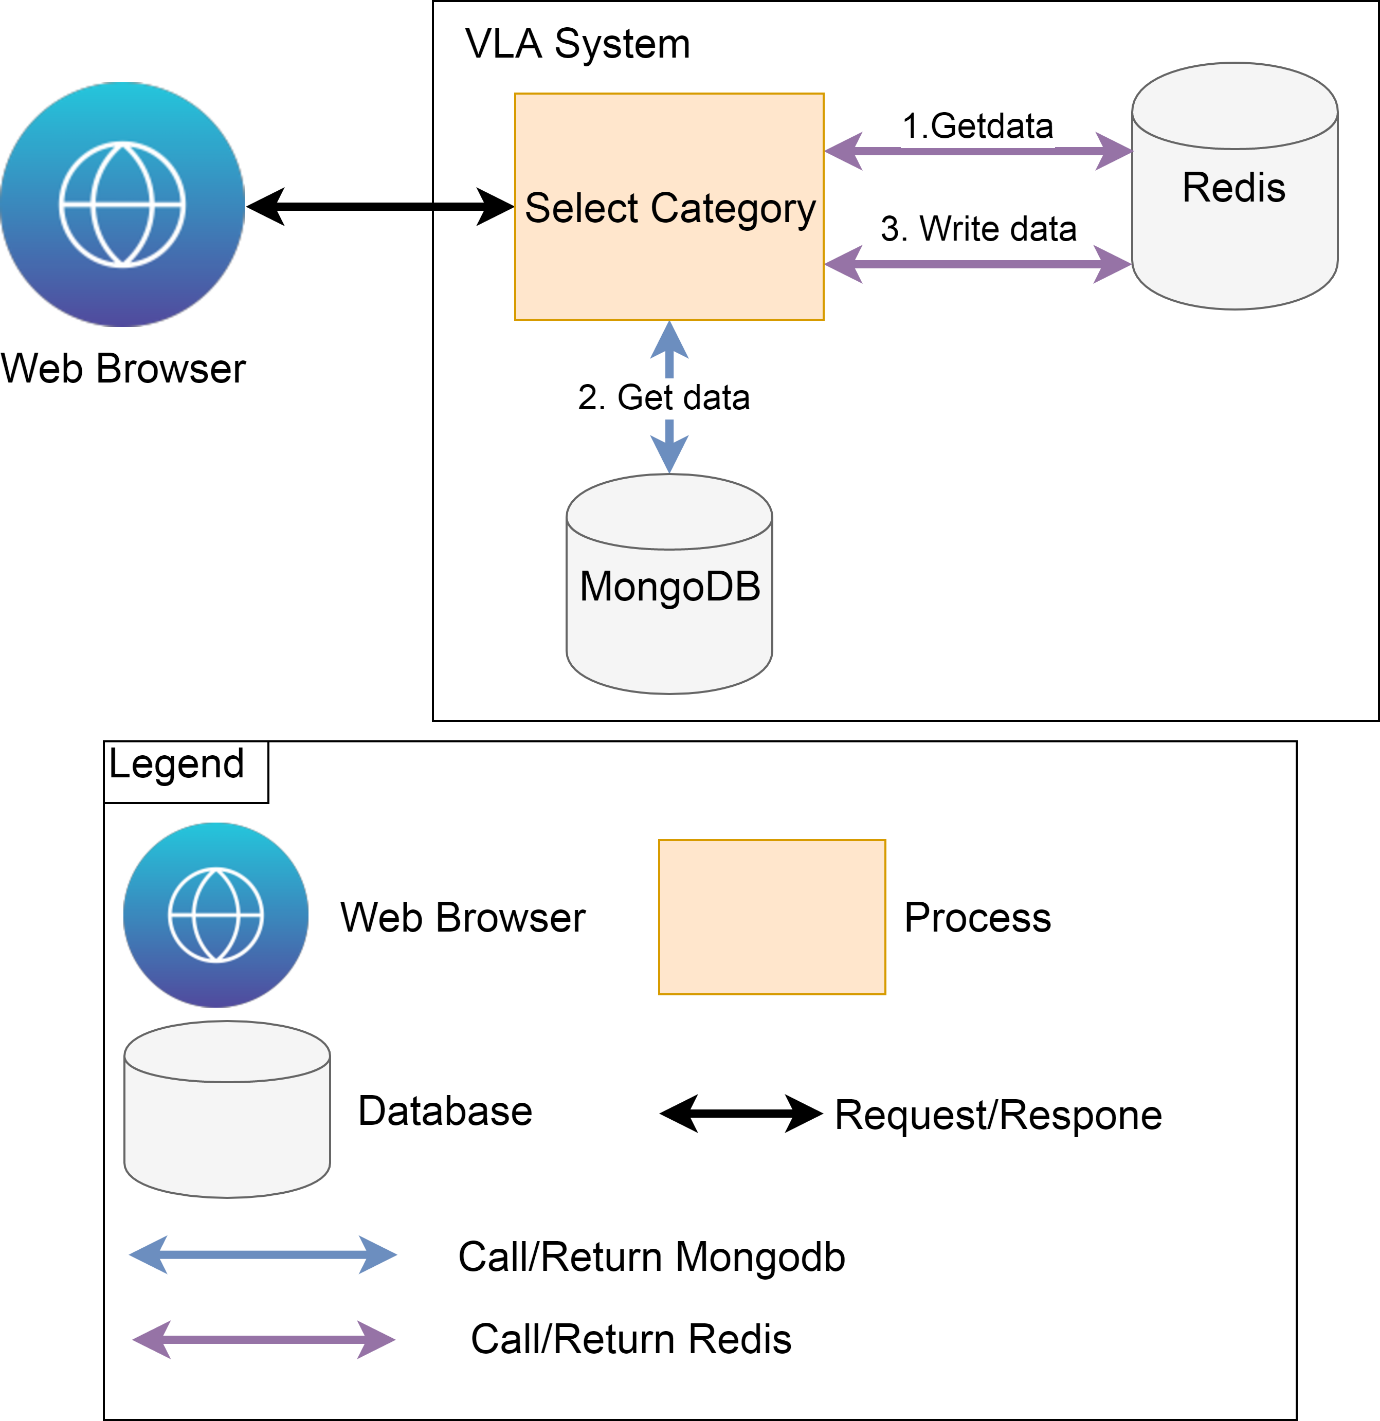 VLA System
1.Getdata
Redis
Select Category
3. Write data
Web Browser
2. Get data
MongoDB
Legend
Web Browser
Process
Database
Request/Respone
Call/Return Mongodb
Call/Return Redis